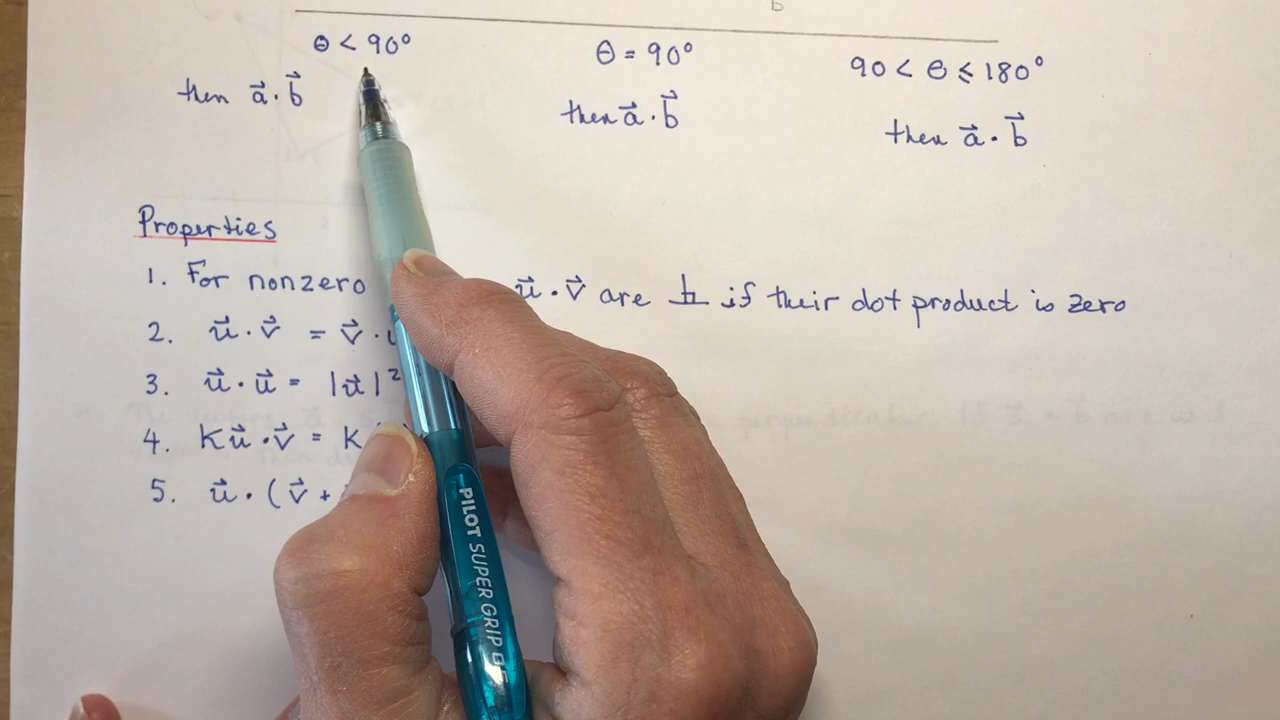 b
θ < 90° θ = 90° 90 < θ ≤ 180°
then a⃗ · b⃗ then a⃗ · b⃗ then a⃗ · b⃗
Properties
1. For nonzero u⃗ · v⃗ are ⊥ if their dot product is zero
2. u⃗ · v⃗ = v⃗ · u
3. u⃗ · u⃗ = |u⃗|²
4. Ku⃗ · v⃗ = K
5. u⃗ · (v⃗ +
PILOT SUPER GRIP